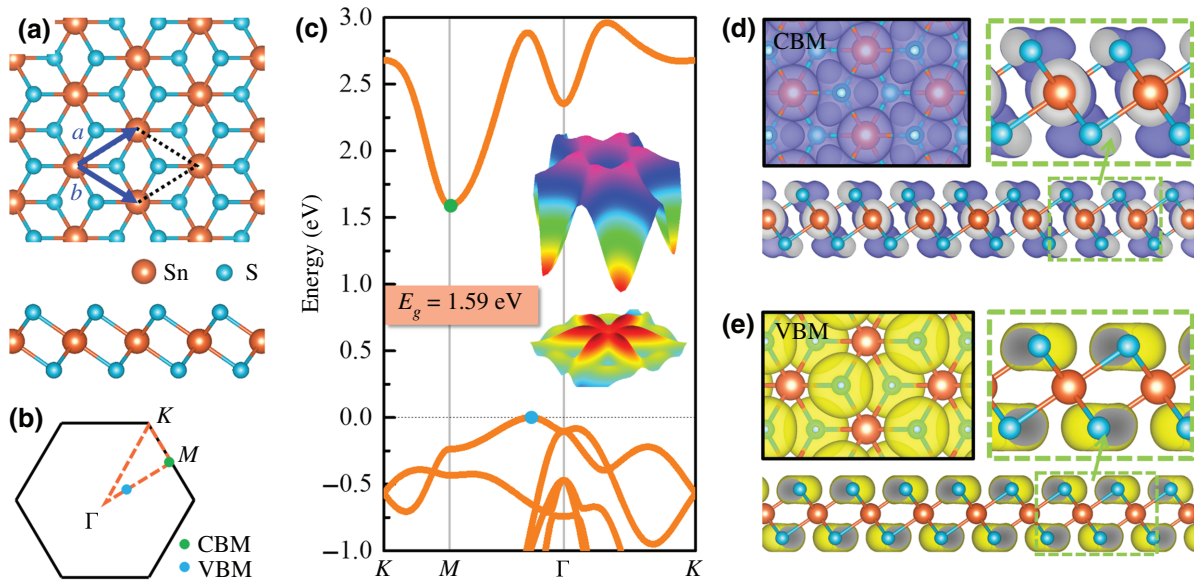 (a)
a
b
Sn
S
(b)
K
M
Γ
CBM
VBM
(c)
Energy (eV)
3.0
2.5
2.0
1.5
1.0
0.5
0.0
−0.5
−1.0
E_g = 1.59 eV
K
M
Γ
K
(d)
CBM
(e)
VBM